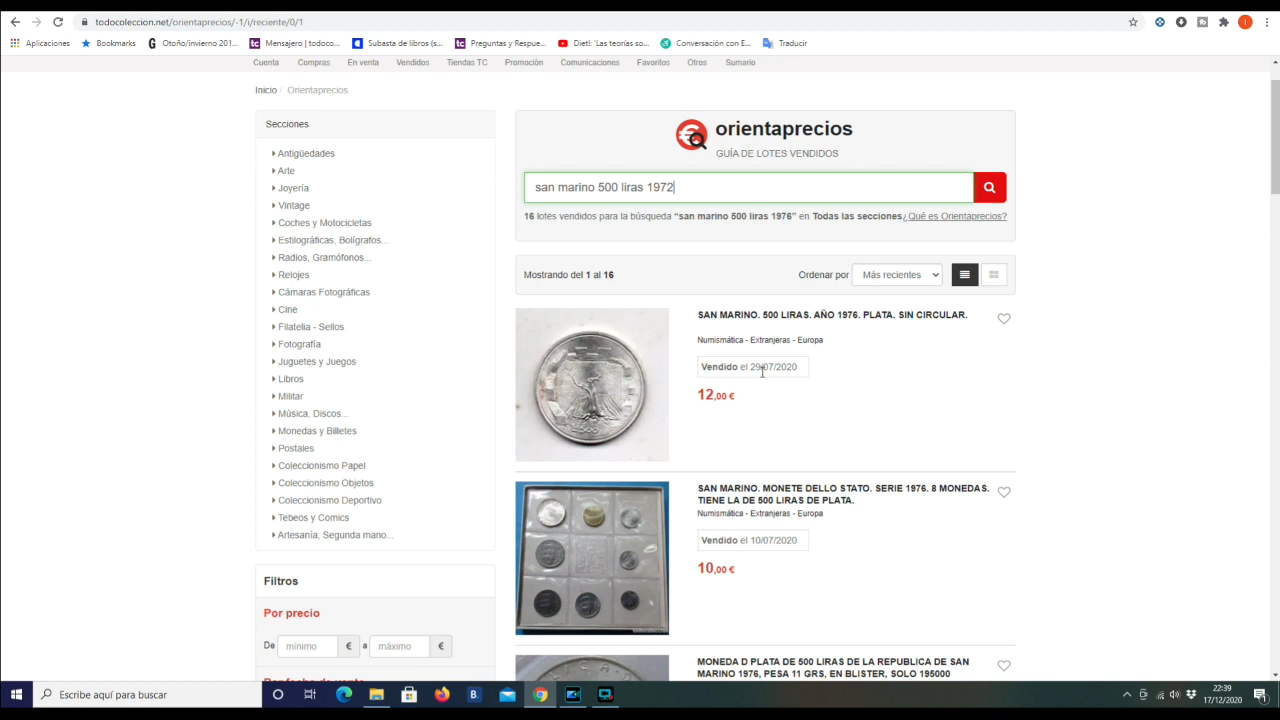 todocoleccion.net/orientaprecios/-1/i/reciente/0/1
Aplicaciones Bookmarks Otoño/invierno 201... Mensajero | todoco... Subasta de libros (s... Preguntas y Respue... Dietl: 'Las teorías so... Conversación con E... Traducir
Cuenta Compras En venta Vendidos Tiendas TC Promoción Comunicaciones Favoritos Otros Sumario
Inicio / Orientaprecios
Secciones
Antigüedades
Arte
Joyería
Vintage
Coches y Motocicletas
Estilográficas, Bolígrafos...
Radios, Gramófonos...
Relojes
Cámaras Fotográficas
Cine
Filatelia - Sellos
Fotografía
Juguetes y Juegos
Libros
Militar
Música, Discos...
Monedas y Billetes
Postales
Coleccionismo Papel
Coleccionismo Objetos
Coleccionismo Deportivo
Tebeos y Comics
Artesanía, Segunda mano...
Filtros
Por precio
De mínimo € a máximo €
orientaprecios
GUÍA DE LOTES VENDIDOS
san marino 500 liras 1972
16 lotes vendidos para la búsqueda “san marino 500 liras 1976” en Todas las secciones ¿Qué es Orientaprecios?
Mostrando del 1 al 16 Ordenar por Más recientes
SAN MARINO. 500 LIRAS. AÑO 1976. PLATA. SIN CIRCULAR.
Numismática - Extranjeras - Europa
Vendido el 29/07/2020
12,00 €
SAN MARINO. MONETE DELLO STATO. SERIE 1976. 8 MONEDAS.
TIENE LA DE 500 LIRAS DE PLATA.
Numismática - Extranjeras - Europa
Vendido el 10/07/2020
10,00 €
MONEDA D PLATA DE 500 LIRAS DE LA REPUBLICA DE SAN
MARINO 1976, PESA 11 GRS, EN BLISTER, SOLO 195000
Escribe aquí para buscar
22:39
17/12/2020